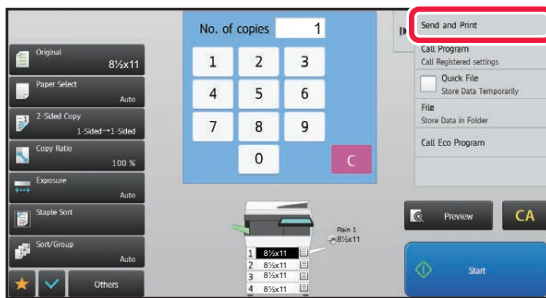 No. of copies 1
Send and Print
Call Program
Call Registered settings
Quick File
Store Data Temporarity
File
Store Data in Folder
Call Eco Program
Original
8½x11
Paper Select
Auto
2-Sided Copy
1-Sided→1-Sided
Copy Ratio
100 %
Exposure
Auto
Staple Sort
Sort/Group
Auto
Others
1 2 3
4 5 6
7 8 9
0 C
Pain 1
8½x11
1 8½x11
2 8½x11
3 8½x11
4 8½x11
Preview
CA
Start